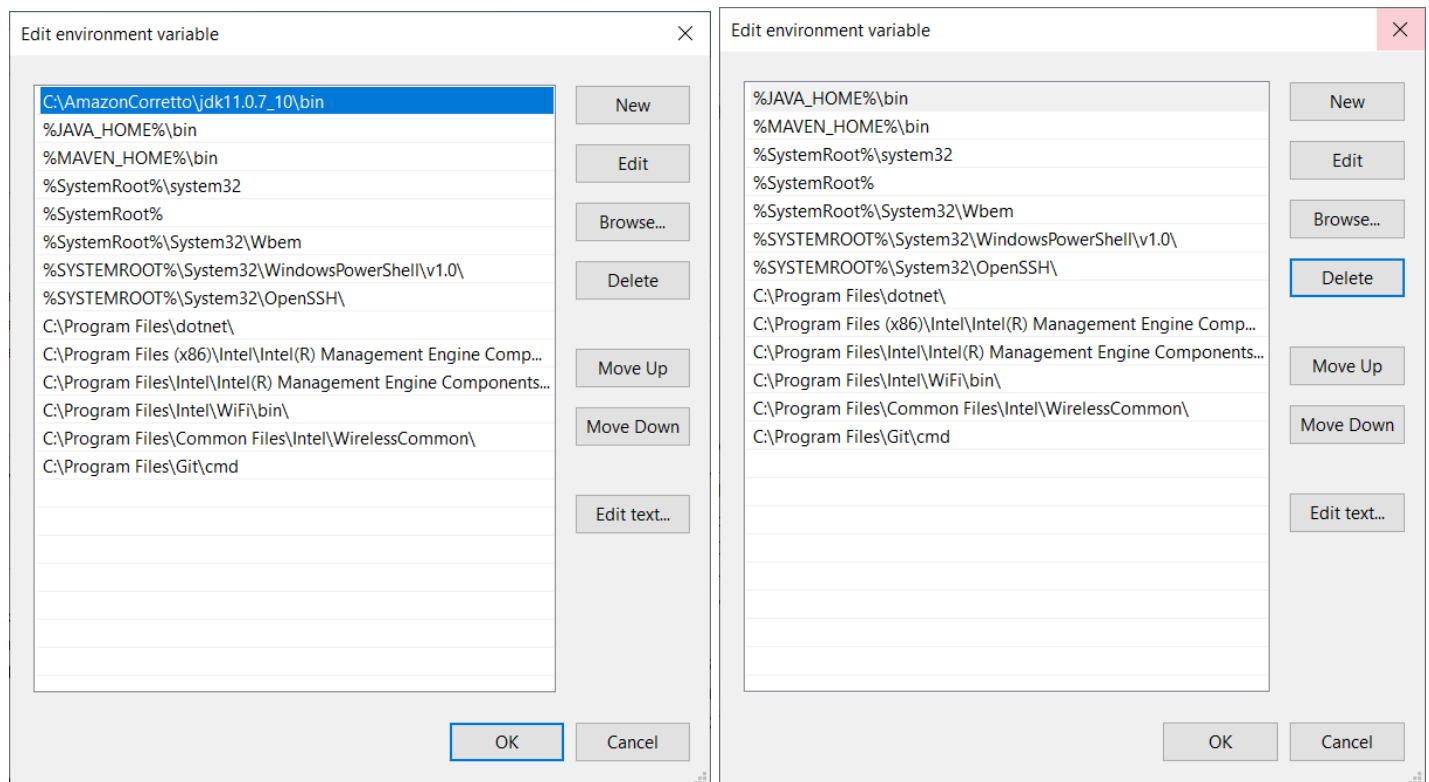 Edit environment variable
C:\AmazonCorretto\jdk11.0.7_10\bin
%JAVA_HOME%\bin
%MAVEN_HOME%\bin
%SystemRoot%\system32
%SystemRoot%
%SystemRoot%\System32\Wbem
%SYSTEMROOT%\System32\WindowsPowerShell\v1.0\
%SYSTEMROOT%\System32\OpenSSH\
C:\Program Files\dotnet\
C:\Program Files (x86)\Intel\Intel(R) Management Engine Comp...
C:\Program Files\Intel\Intel(R) Management Engine Components...
C:\Program Files\Intel\WiFi\bin\
C:\Program Files\Common Files\Intel\WirelessCommon\
C:\Program Files\Git\cmd
New
Edit
Browse...
Delete
Move Up
Move Down
Edit text...
OK
Cancel
Edit environment variable
%JAVA_HOME%\bin
%MAVEN_HOME%\bin
%SystemRoot%\system32
%SystemRoot%
%SystemRoot%\System32\Wbem
%SYSTEMROOT%\System32\WindowsPowerShell\v1.0\
%SYSTEMROOT%\System32\OpenSSH\
C:\Program Files\dotnet\
C:\Program Files (x86)\Intel\Intel(R) Management Engine Comp...
C:\Program Files\Intel\Intel(R) Management Engine Components...
C:\Program Files\Intel\WiFi\bin\
C:\Program Files\Common Files\Intel\WirelessCommon\
C:\Program Files\Git\cmd
New
Edit
Browse...
Delete
Move Up
Move Down
Edit text...
OK
Cancel